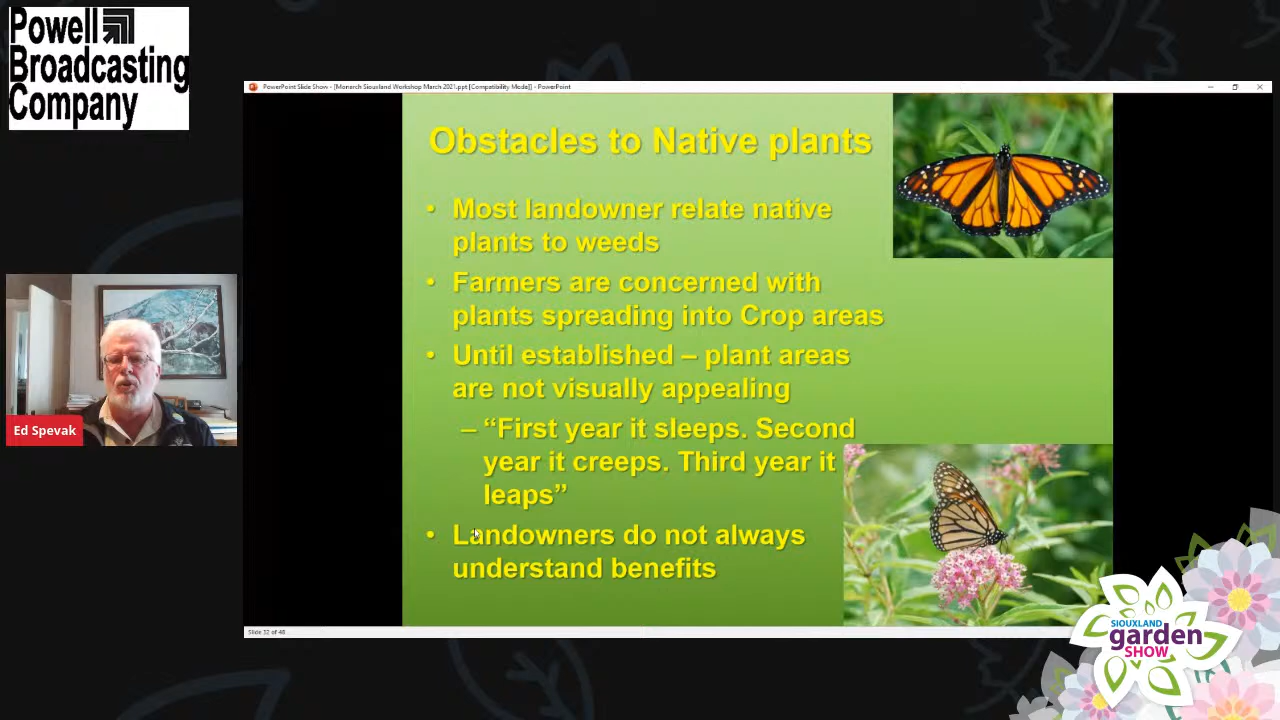 Powell
Broadcasting
Company
PowerPoint Slide Show - [Monarch Siouxland Workshop March 2021.ppt [Compatibility Mode]] - PowerPoint
Obstacles to Native plants
• Most landowner relate native
plants to weeds
• Farmers are concerned with
plants spreading into Crop areas
• Until established – plant areas
are not visually appealing
– “First year it sleeps. Second
year it creeps. Third year it
leaps”
• Landowners do not always
understand benefits
Ed Spevak
Slide 32 of 48
SIOUXLAND
garden
SHOW